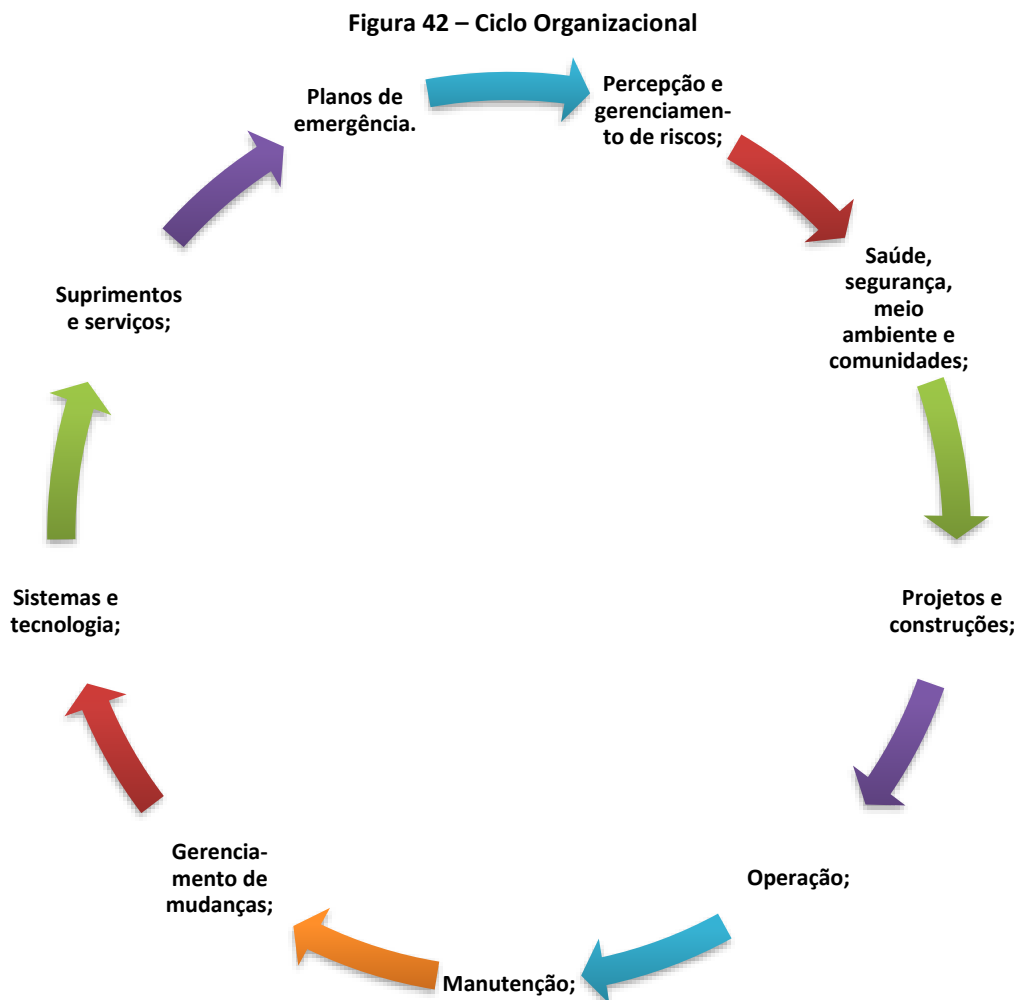 Figura 42 – Ciclo Organizacional
Percepção e
gerenciamen-
to de riscos;
Saúde,
segurança,
meio
ambiente e
comunidades;
Projetos e
construções;
Operação;
Manutenção;
Gerencia-
mento de
mudanças;
Sistemas e
tecnologia;
Suprimentos
e serviços;
Planos de
emergência.